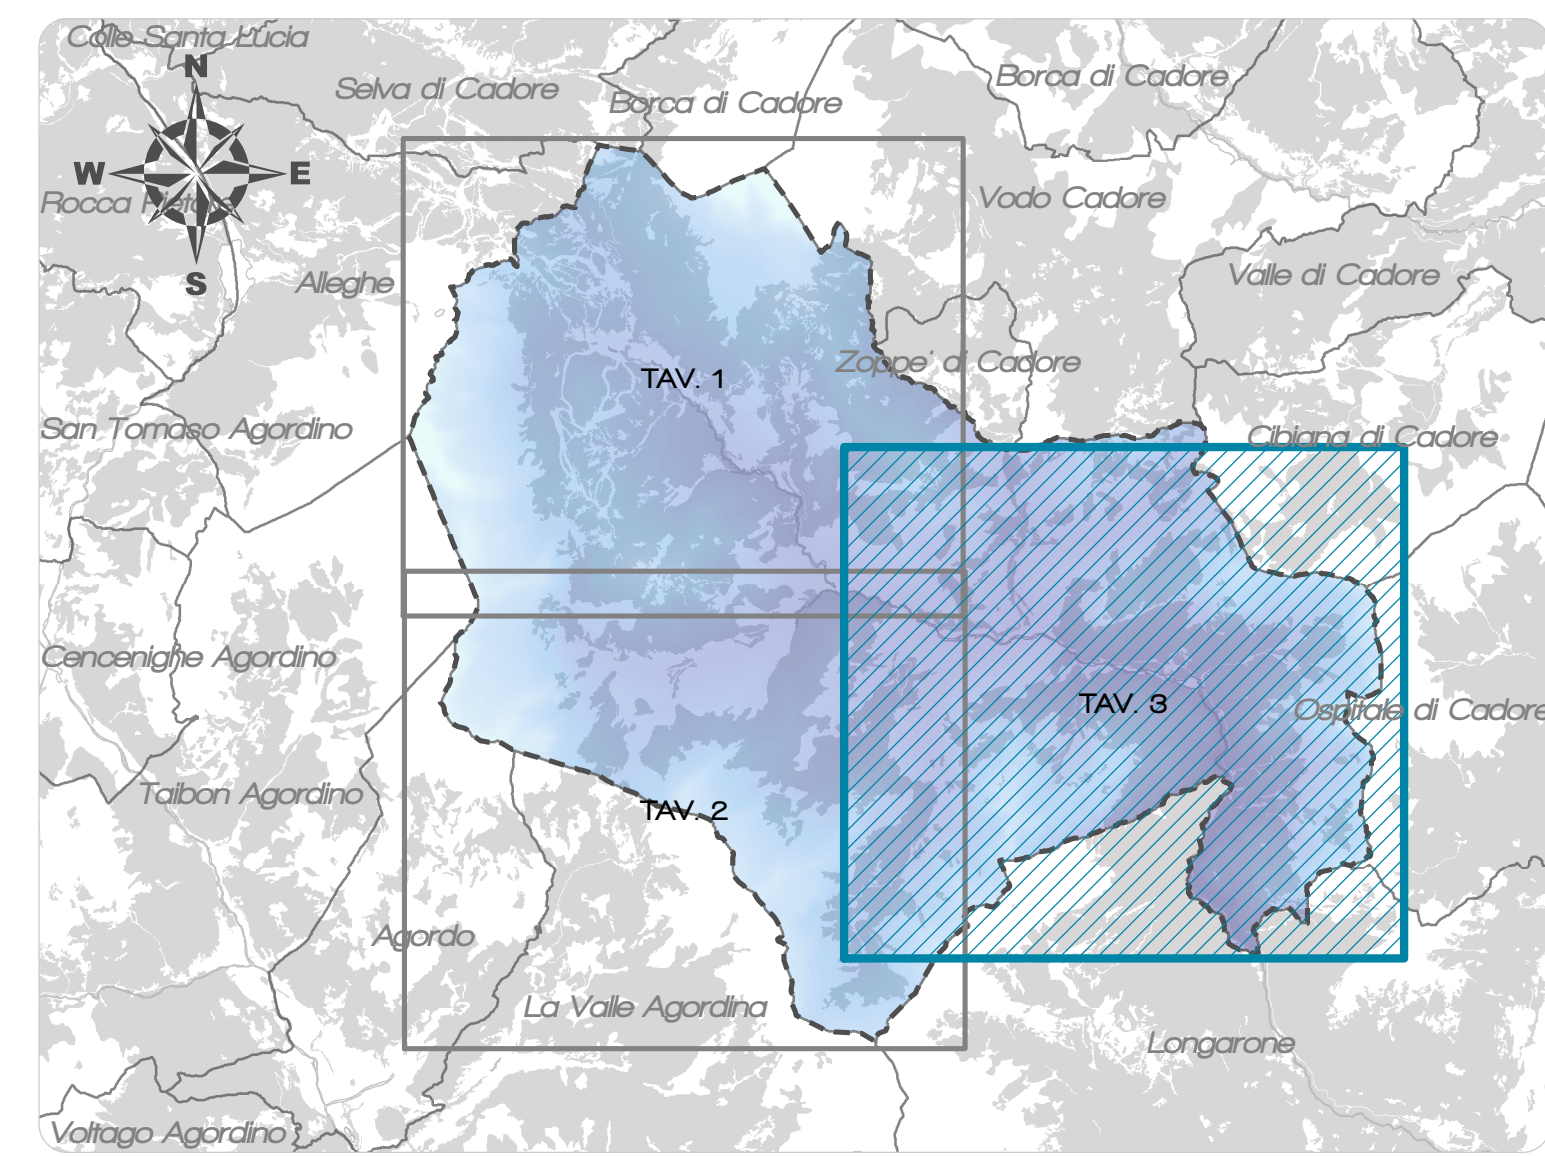 Colle Santa Lucia
N
Selva di Cadore
Borca di Cadore
Borca di Cadore
W
E
Rocca Pietore
Vodo Cadore
S
Alleghe
Valle di Cadore
Zoppe' di Cadore
TAV. 1
San Tomaso Agordino
Cibiana di Cadore
Cencenighe Agordino
TAV. 3
Ospitale di Cadore
Taibon Agordino
TAV. 2
Agordo
La Valle Agordina
Longarone
Voltago Agordino